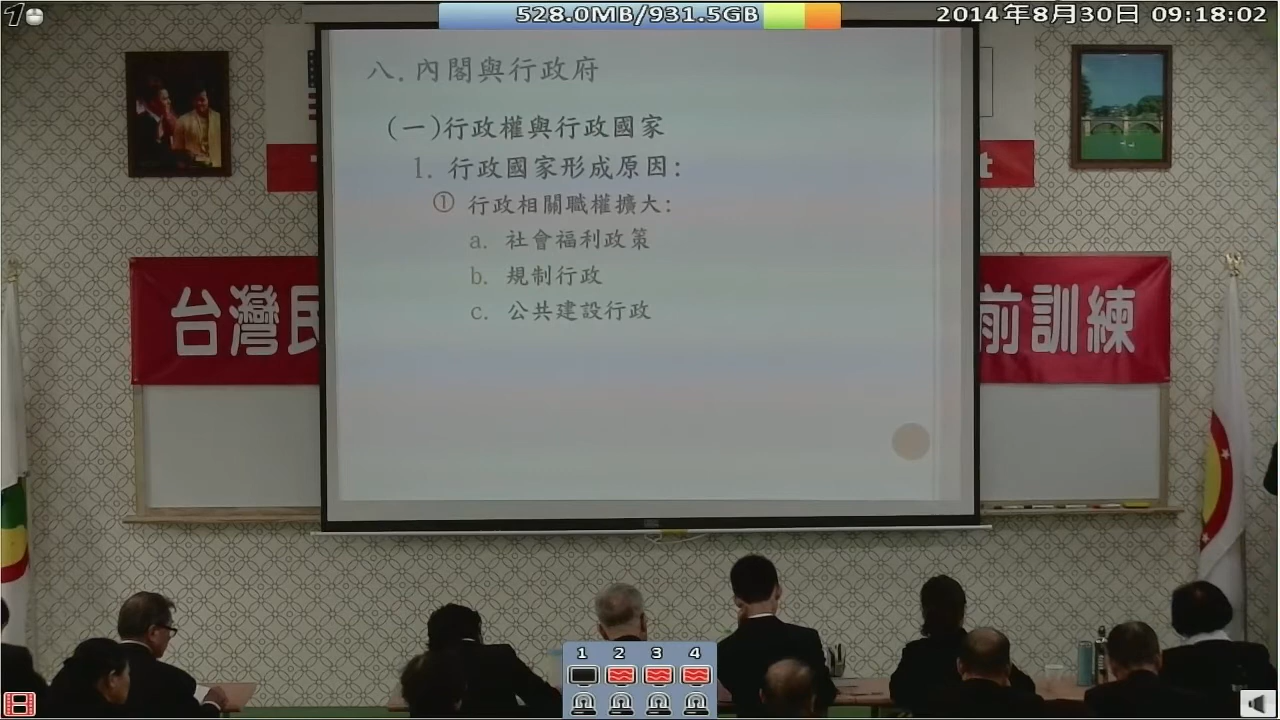 1
528.0MB/931.5GB
2014年8月30日 09:18:02
八. 內閣與行政府
(一)行政權與行政國家
1. 行政國家形成原因:
① 行政相關職權擴大:
a. 社會福利政策
b. 規制行政
c. 公共建設行政
t
台灣民
前訓練
1 2 3 4